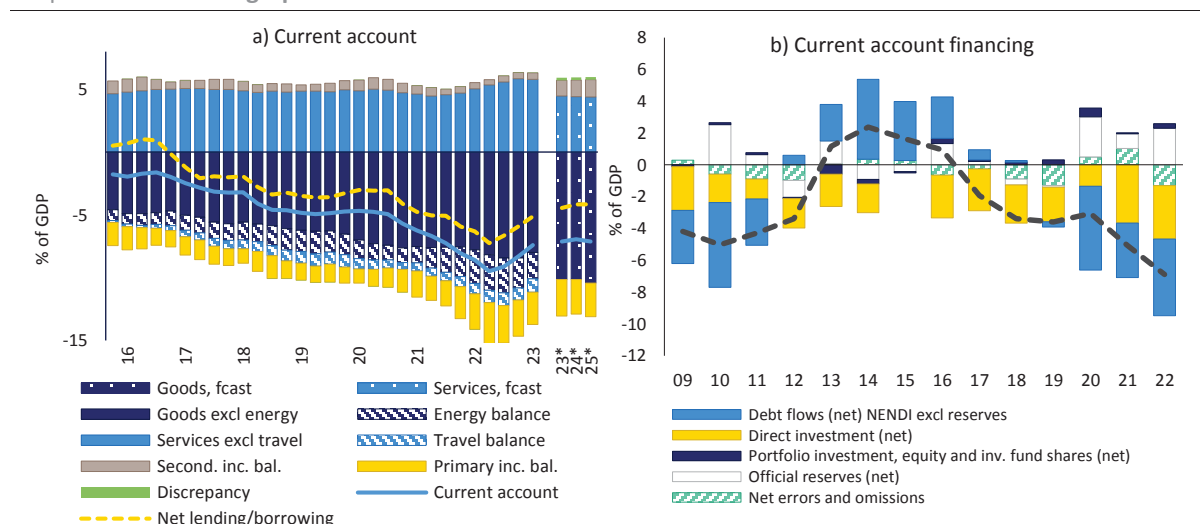 a) Current account
% of GDP
5
-5
-15
16
17
18
19
20
21
22
23
23*
24*
25*
Goods, fcast
Services, fcast
Goods excl energy
Energy balance
Services excl travel
Travel balance
Second. inc. bal.
Primary inc. bal.
Discrepancy
Current account
Net lending/borrowing
b) Current account financing
% of GDP
8
6
4
2
0
-2
-4
-6
-8
-10
-12
09
10
11
12
13
14
15
16
17
18
19
20
21
22
Debt flows (net) NENDI excl reserves
Direct investment (net)
Portfolio investment, equity and inv. fund shares (net)
Official reserves (net)
Net errors and omissions